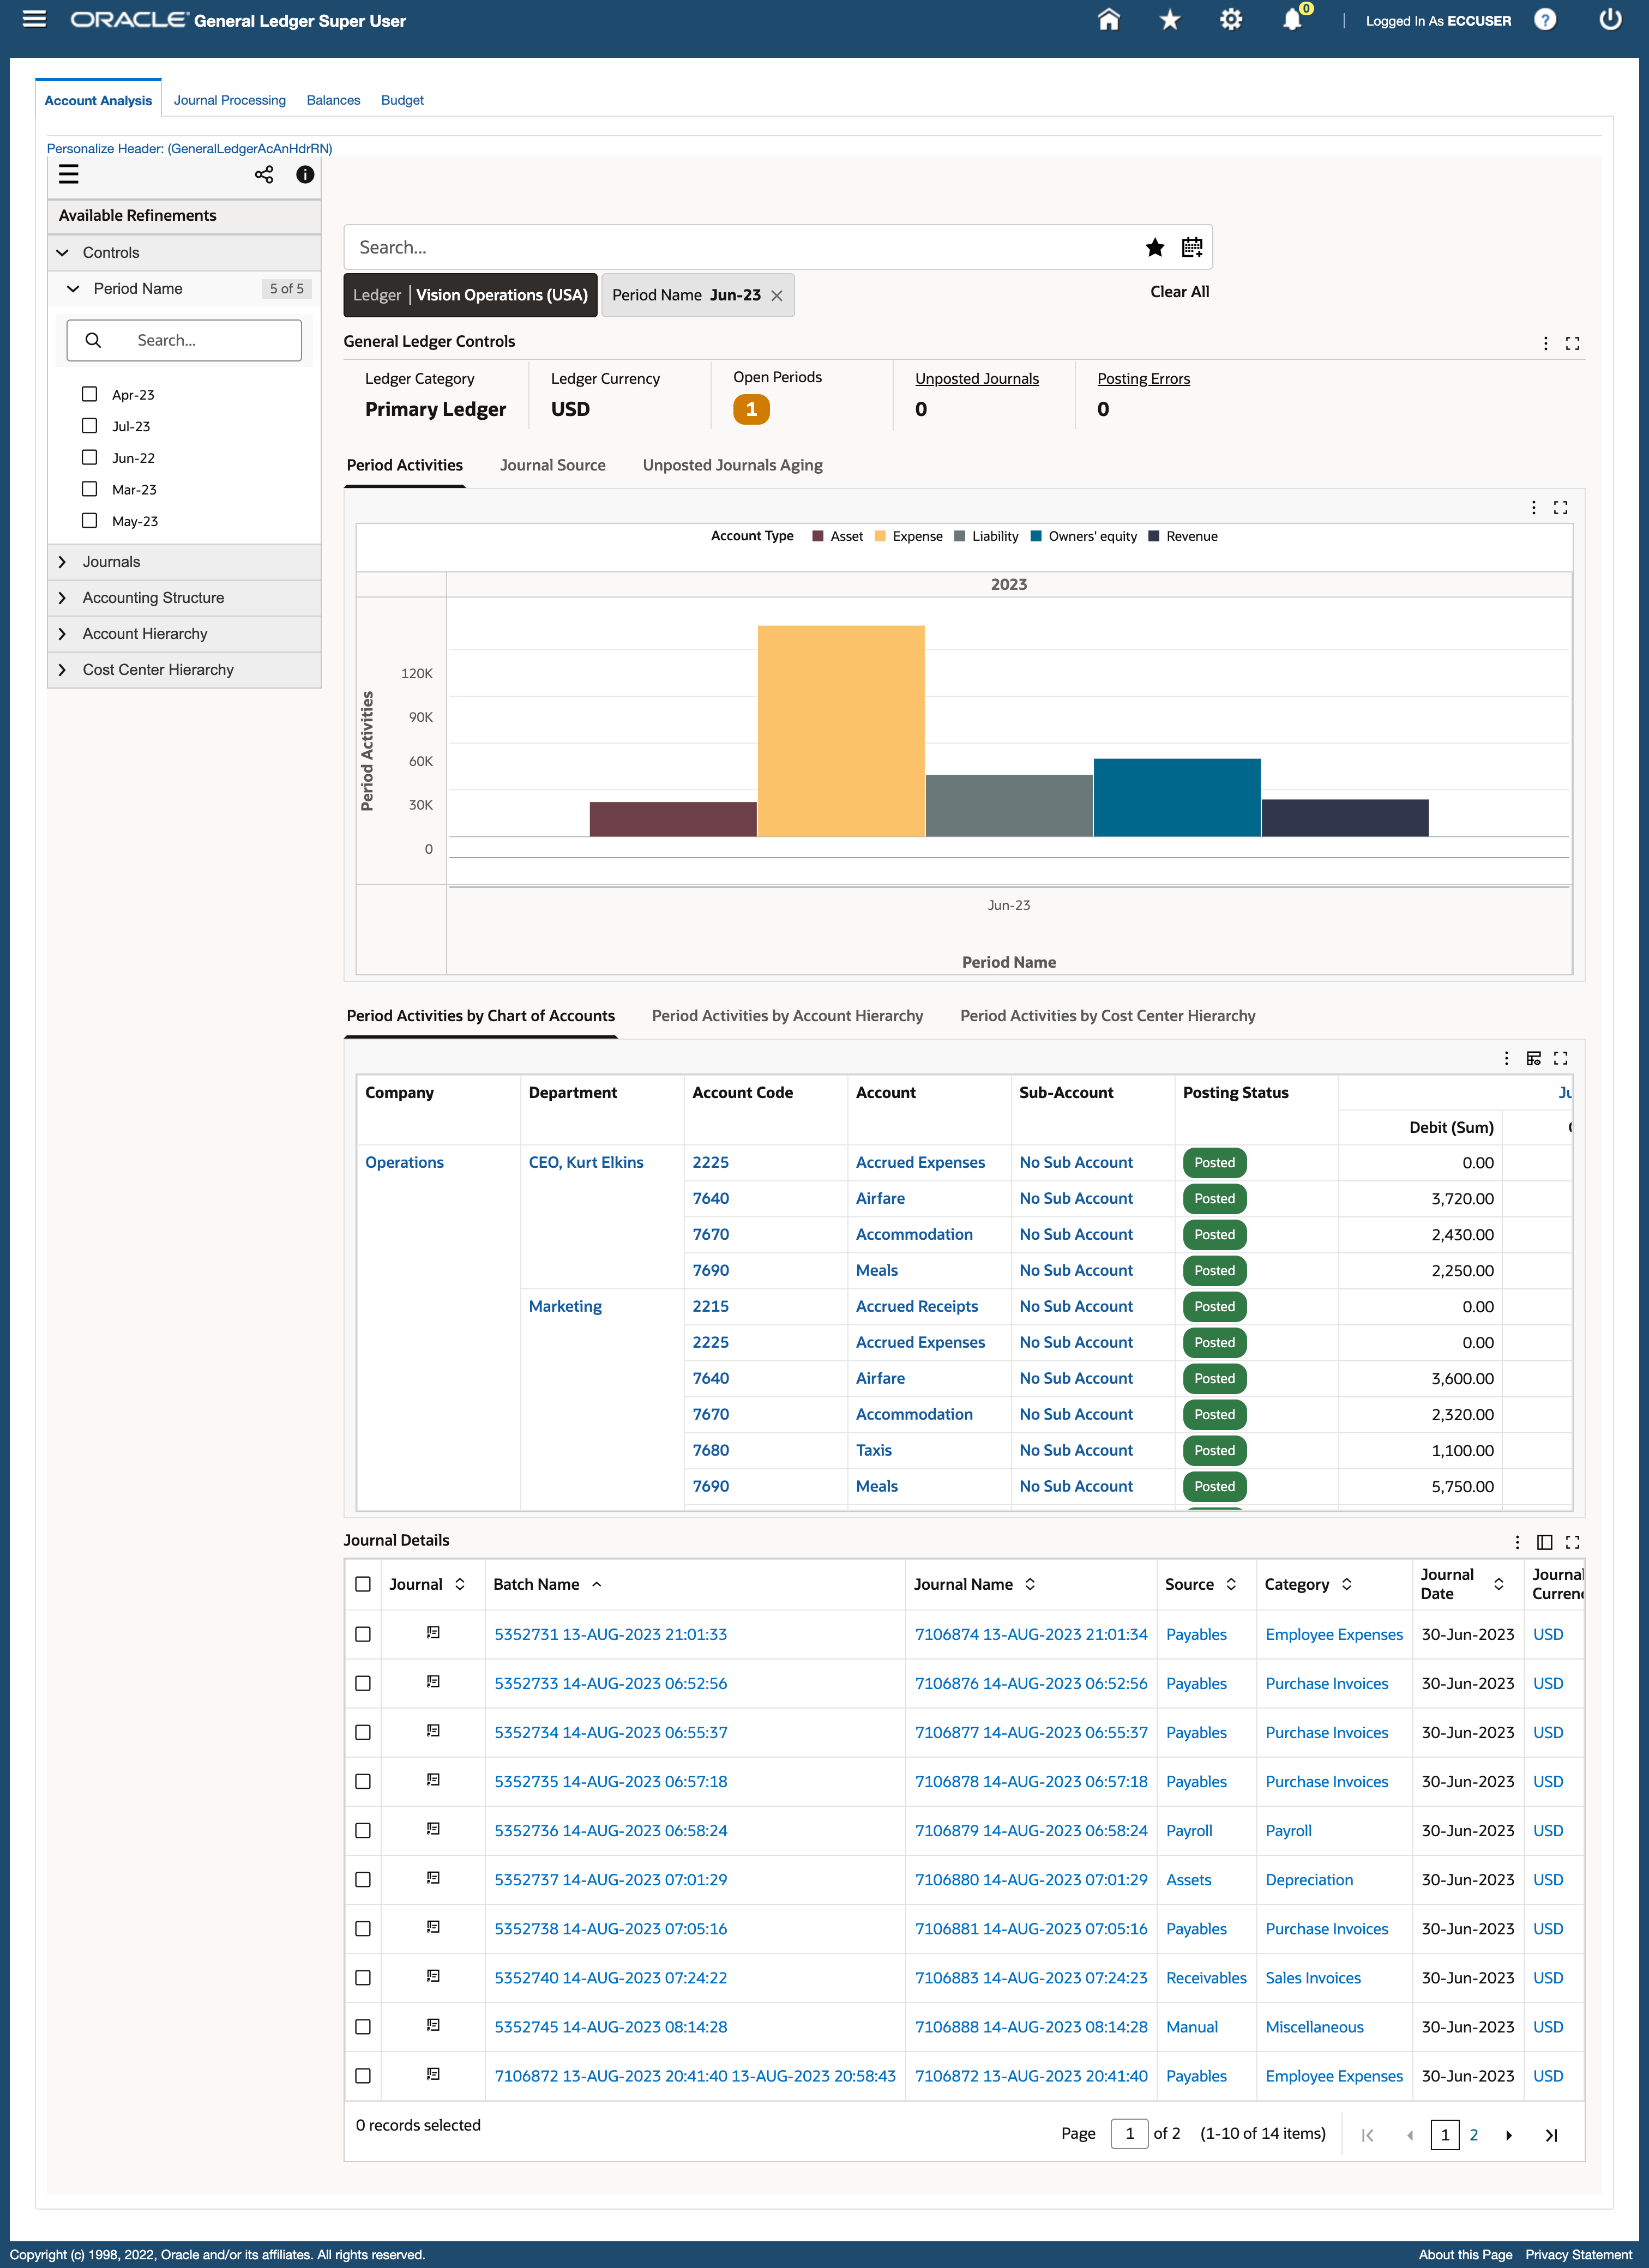 ORACLE General Ledger Super User
0
Logged In As ECCUSER
Account Analysis
Journal Processing
Balances
Budget
Personalize Header: (GeneralLedgerAcAnHdrRN)
Available Refinements
Controls
Period Name 5 of 5
Search...
Apr-23
Jul-23
Jun-22
Mar-23
May-23
Journals
Accounting Structure
Account Hierarchy
Cost Center Hierarchy
Search...
Ledger Vision Operations (USA)
Period Name Jun-23
Clear All
General Ledger Controls
Ledger Category
Primary Ledger
Ledger Currency
USD
Open Periods
1
Unposted Journals
0
Posting Errors
0
Period Activities
Journal Source
Unposted Journals Aging
Account Type Asset Expense Liability Owners' equity Revenue
2023
Period Activities
120K
90K
60K
30K
0
Jun-23
Period Name
Period Activities by Chart of Accounts
Period Activities by Account Hierarchy
Period Activities by Cost Center Hierarchy
Company Department Account Code Account Sub-Account Posting Status Ju
Debit (Sum)
Operations CEO, Kurt Elkins 2225 Accrued Expenses No Sub Account Posted 0.00
7640 Airfare No Sub Account Posted 3,720.00
7670 Accommodation No Sub Account Posted 2,430.00
7690 Meals No Sub Account Posted 2,250.00
Marketing 2215 Accrued Receipts No Sub Account Posted 0.00
2225 Accrued Expenses No Sub Account Posted 0.00
7640 Airfare No Sub Account Posted 3,600.00
7670 Accommodation No Sub Account Posted 2,320.00
7680 Taxis No Sub Account Posted 1,100.00
7690 Meals No Sub Account Posted 5,750.00
Journal Details
Journal Batch Name Journal Name Source Category Journal Date Journal Curren
5352731 13-AUG-2023 21:01:33 7106874 13-AUG-2023 21:01:34 Payables Employee Expenses 30-Jun-2023 USD
5352733 14-AUG-2023 06:52:56 7106876 14-AUG-2023 06:52:56 Payables Purchase Invoices 30-Jun-2023 USD
5352734 14-AUG-2023 06:55:37 7106877 14-AUG-2023 06:55:37 Payables Purchase Invoices 30-Jun-2023 USD
5352735 14-AUG-2023 06:57:18 7106878 14-AUG-2023 06:57:18 Payables Purchase Invoices 30-Jun-2023 USD
5352736 14-AUG-2023 06:58:24 7106879 14-AUG-2023 06:58:24 Payroll Payroll 30-Jun-2023 USD
5352737 14-AUG-2023 07:01:29 7106880 14-AUG-2023 07:01:29 Assets Depreciation 30-Jun-2023 USD
5352738 14-AUG-2023 07:05:16 7106881 14-AUG-2023 07:05:16 Payables Purchase Invoices 30-Jun-2023 USD
5352740 14-AUG-2023 07:24:22 7106883 14-AUG-2023 07:24:23 Receivables Sales Invoices 30-Jun-2023 USD
5352745 14-AUG-2023 08:14:28 7106888 14-AUG-2023 08:14:28 Manual Miscellaneous 30-Jun-2023 USD
7106872 13-AUG-2023 20:41:40 13-AUG-2023 20:58:43 7106872 13-AUG-2023 20:41:40 Payables Employee Expenses 30-Jun-2023 USD
0 records selected
Page 1 of 2 (1-10 of 14 items) 1 2
Copyright (c) 1998, 2022, Oracle and/or its affiliates. All rights reserved.
About this Page Privacy Statement